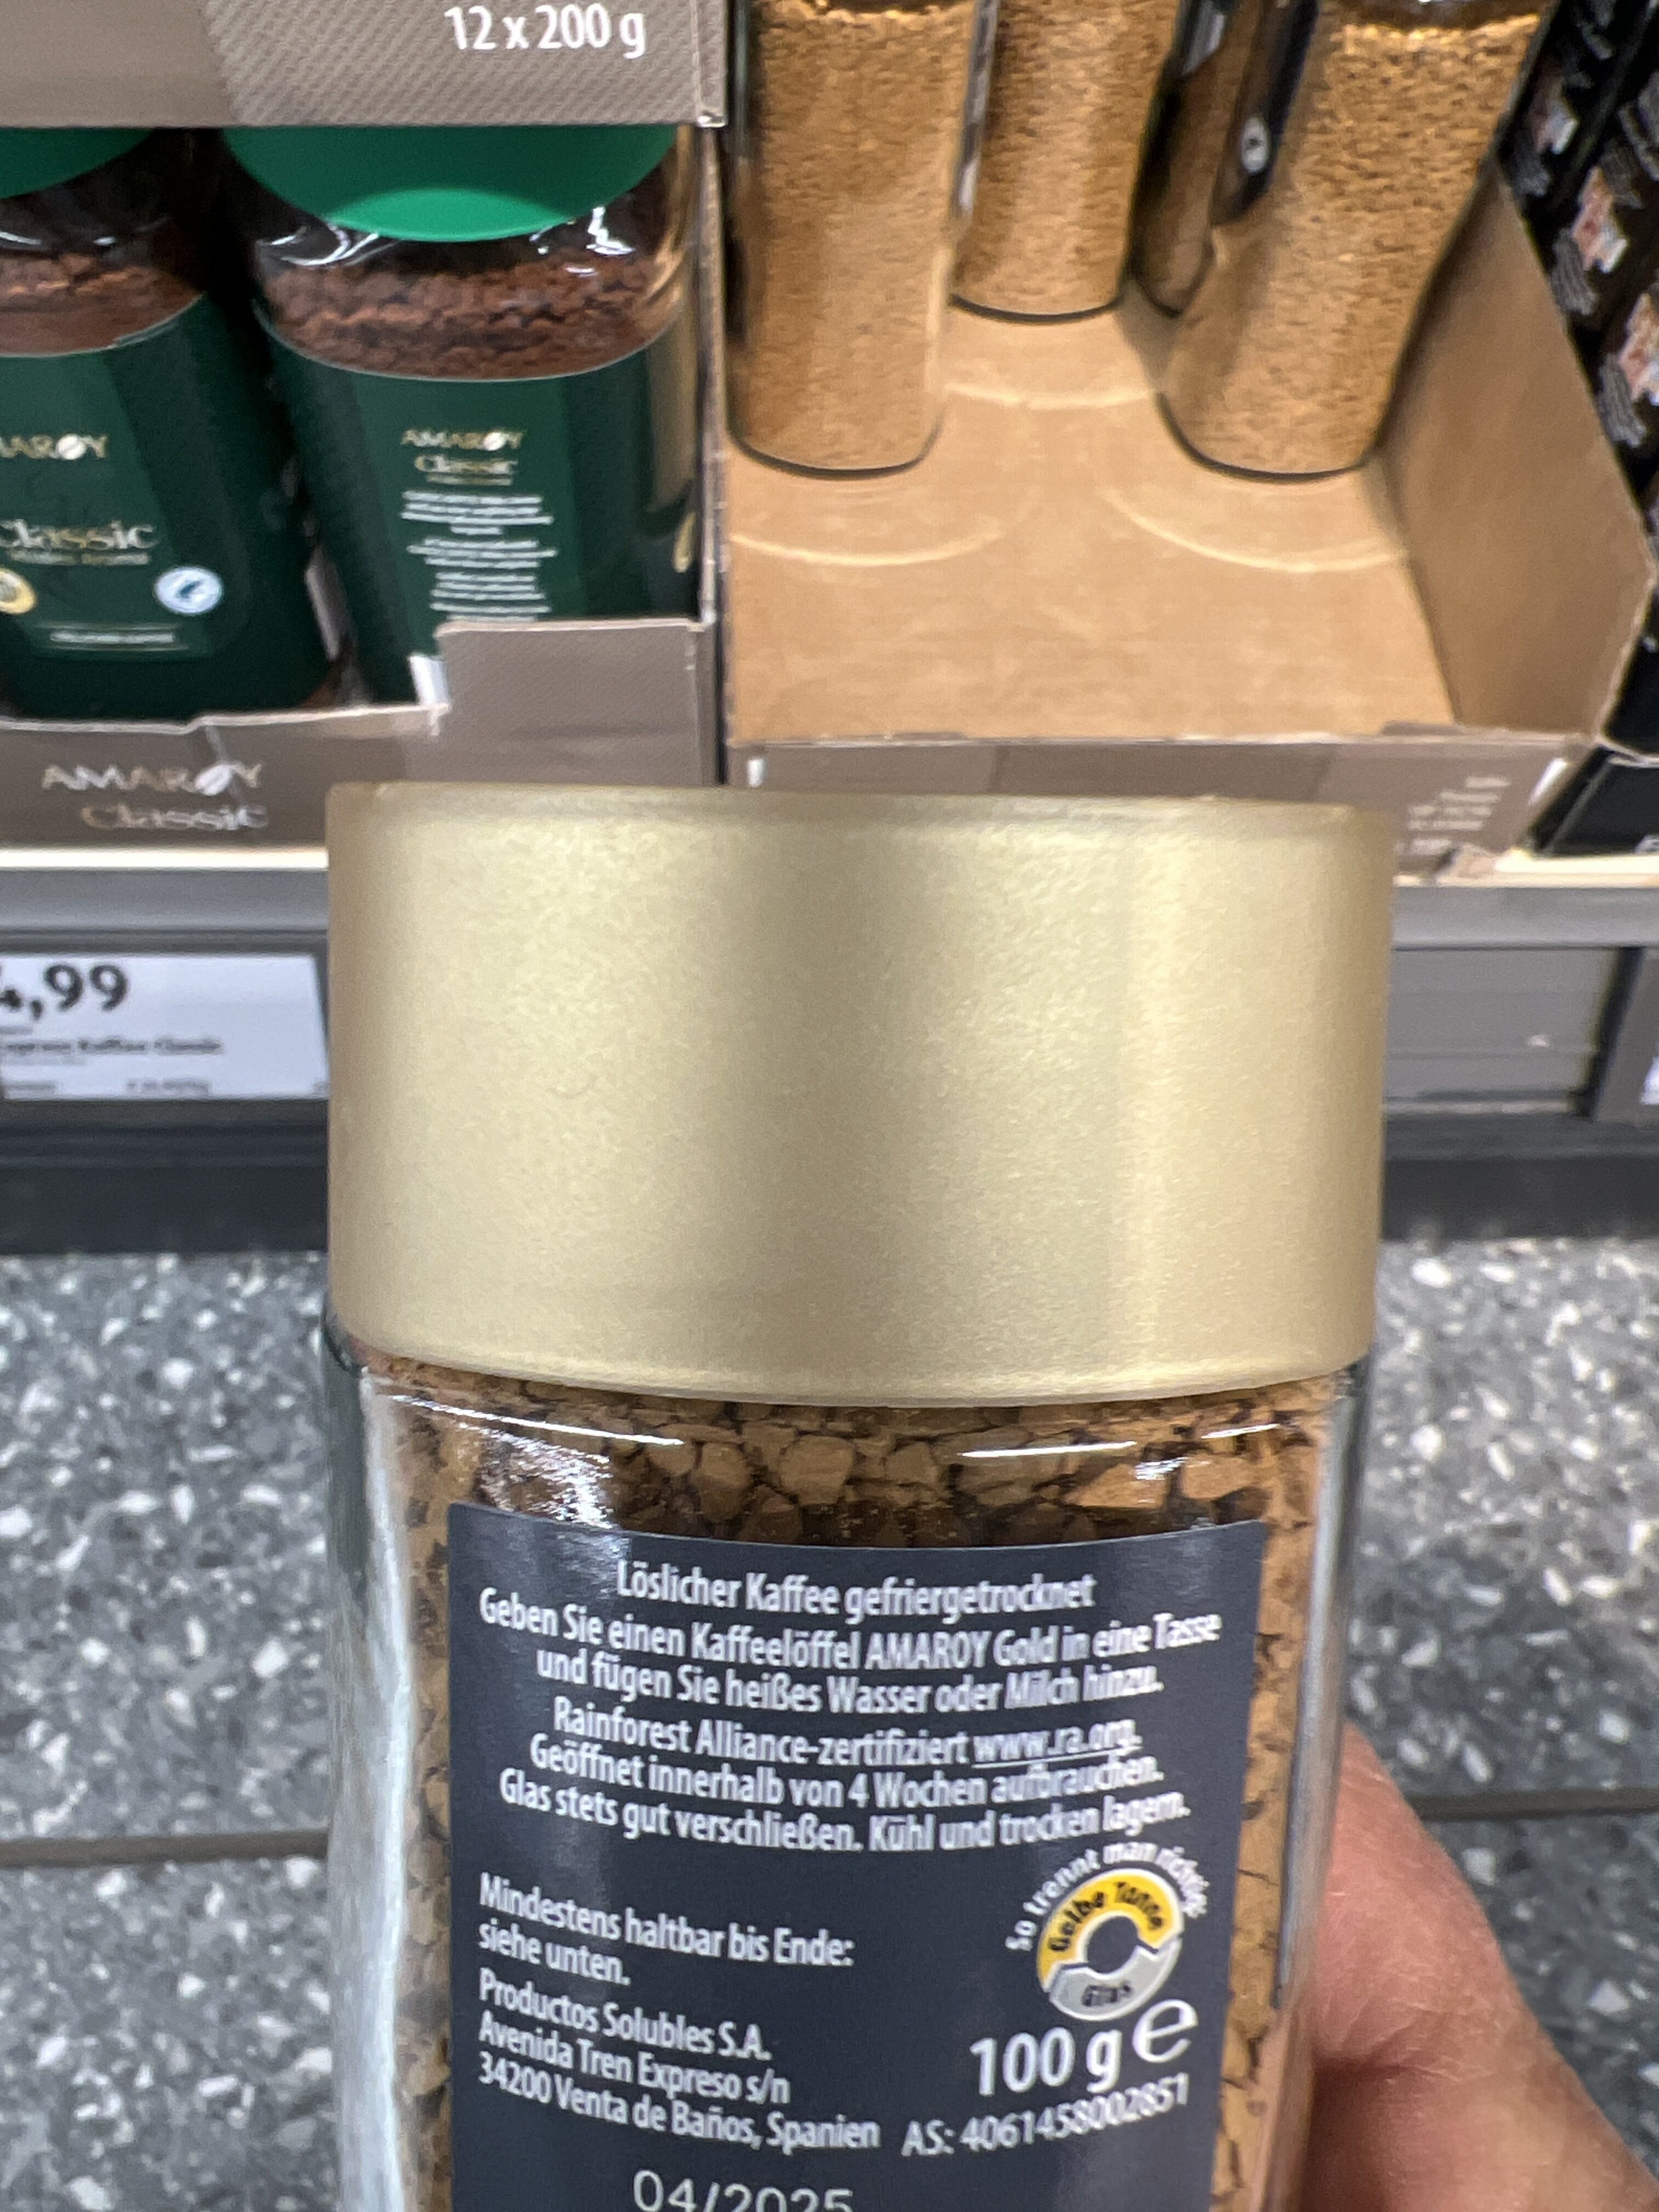 12 x 200 g
AMAROY
Classic
AMAROY
Classic
AMAROY
Classic
4,99
Löslicher Kaffee gefriergetrocknet
Geben Sie einen Kaffeelöffel AMAROY Gold in eine Tasse
und fügen Sie heißes Wasser oder Milch hinzu.
Rainforest Alliance-zertifiziert www.ra.org.
Geöffnet innerhalb von 4 Wochen aufbrauchen.
Glas stets gut verschließen. Kühl und trocken lagern.
So trennt man richtig:
Gelbe Tonne
Glas
Mindestens haltbar bis Ende:
siehe unten.
Productos Solubles S.A.
Avenida Tren Expreso s/n
34200 Venta de Baños, Spanien
100 g e
AS: 4061458002851
04/2025